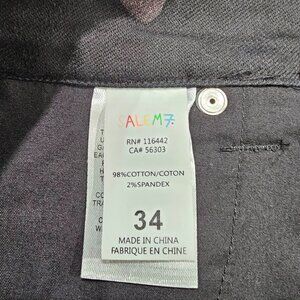 SALEM7
RN# 116442
CA# 56303
98%COTTON/COTON
2%SPANDEX
34
MADE IN CHINA
FABRIQUE EN CHINE